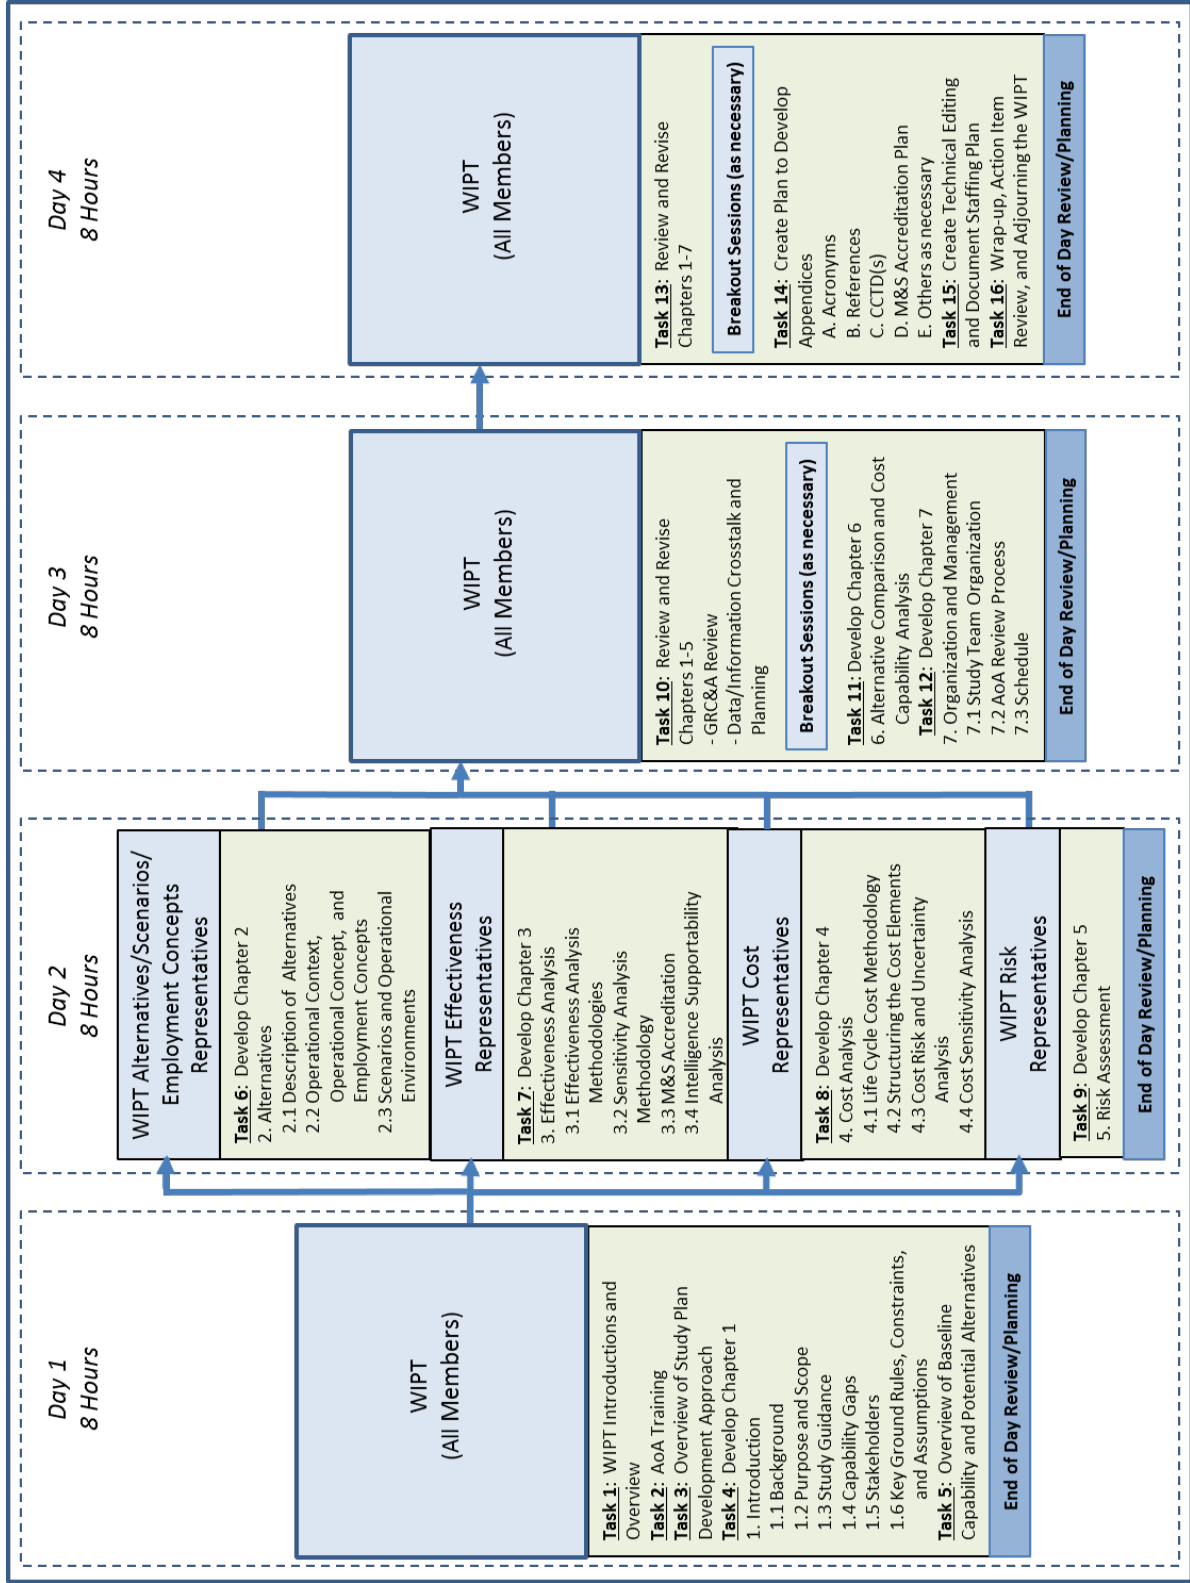 Day 1
8 Hours
WIPT
(All Members)
Task 1: WIPT Introductions and
Overview
Task 2: AoA Training
Task 3: Overview of Study Plan
Development Approach
Task 4: Develop Chapter 1
1. Introduction
1.1 Background
1.2 Purpose and Scope
1.3 Study Guidance
1.4 Capability Gaps
1.5 Stakeholders
1.6 Key Ground Rules, Constraints,
and Assumptions
Task 5: Overview of Baseline
Capability and Potential Alternatives
End of Day Review/Planning
Day 2
8 Hours
WIPT Alternatives/Scenarios/
Employment Concepts
Representatives
Task 6: Develop Chapter 2
2. Alternatives
2.1 Description of Alternatives
2.2 Operational Context,
Operational Concept, and
Employment Concepts
2.3 Scenarios and Operational
Environments
WIPT Effectiveness
Representatives
Task 7: Develop Chapter 3
3. Effectiveness Analysis
3.1 Effectiveness Analysis
Methodologies
3.2 Sensitivity Analysis
Methodology
3.3 M&S Accreditation
3.4 Intelligence Supportability
Analysis
WIPT Cost
Representatives
Task 8: Develop Chapter 4
4. Cost Analysis
4.1 Life Cycle Cost Methodology
4.2 Structuring the Cost Elements
4.3 Cost Risk and Uncertainty
Analysis
4.4 Cost Sensitivity Analysis
WIPT Risk
Representatives
Task 9: Develop Chapter 5
5. Risk Assessment
End of Day Review/Planning
Day 3
8 Hours
WIPT
(All Members)
Task 10: Review and Revise
Chapters 1-5
- GRC&A Review
- Data/Information Crosstalk and
Planning
Breakout Sessions (as necessary)
Task 11: Develop Chapter 6
6. Alternative Comparison and Cost
Capability Analysis
Task 12: Develop Chapter 7
7. Organization and Management
7.1 Study Team Organization
7.2 AoA Review Process
7.3 Schedule
End of Day Review/Planning
Day 4
8 Hours
WIPT
(All Members)
Task 13: Review and Revise
Chapters 1-7
Breakout Sessions (as necessary)
Task 14: Create Plan to Develop
Appendices
A. Acronyms
B. References
C. CCTD(s)
D. M&S Accreditation Plan
E. Others as necessary
Task 15: Create Technical Editing
and Document Staffing Plan
Task 16: Wrap-up, Action Item
Review, and Adjourning the WIPT
End of Day Review/Planning